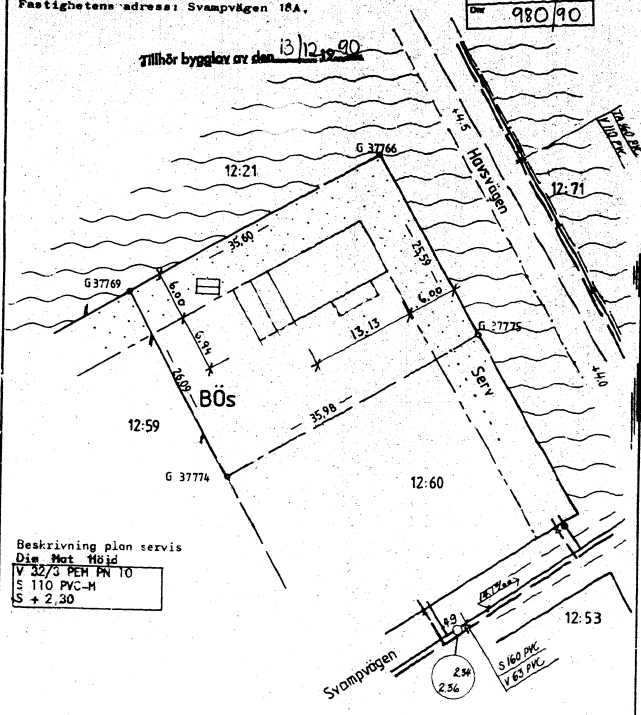 Fastighetens adress: Svampvägen 18A,
Dnr 980/90
Tillhör bygglov av den 13/12 1990
+4.5
Havsvägen
V 110 PVC
12:71
G 37766
12:21
35,60
25,59
G 37769
6.00
6.00
6.94
13,13
G 37775
26,09
BÖs
Serv
+4.0
12:59
35,98
G 37774
12:60
Beskrivning plan servis
Dim Mat Höjd
V 32/3 PEM PN 10
S 110 PVC-M
S + 2,30
12:53
Svampvägen
2.34
2.36
S 160 PVC
V 63 PVC